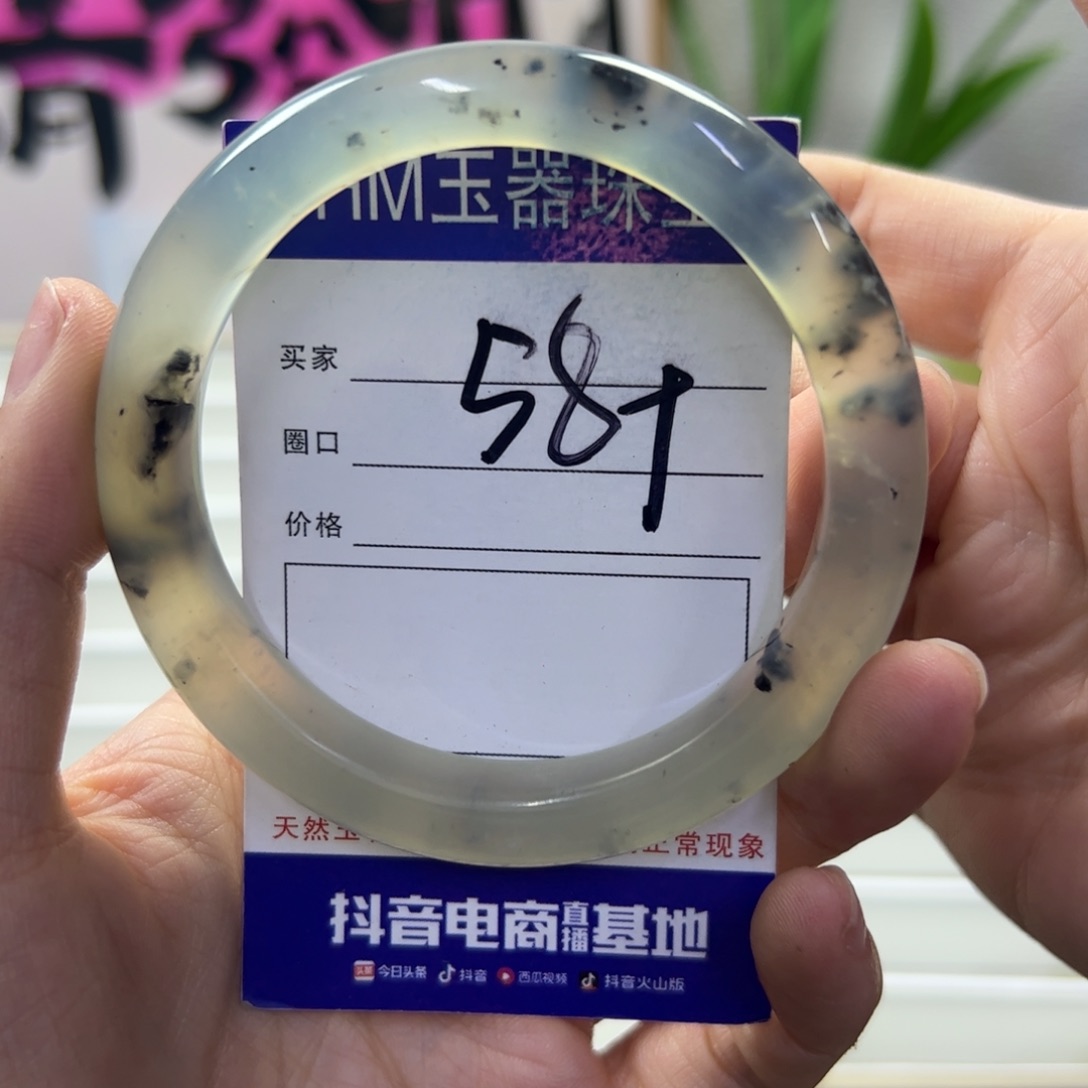 HM玉器珠
买家
圈口
58+
价格
天然
正常现象
抖音电商直播基地
今日头条 抖音 西瓜视频 抖音火山版